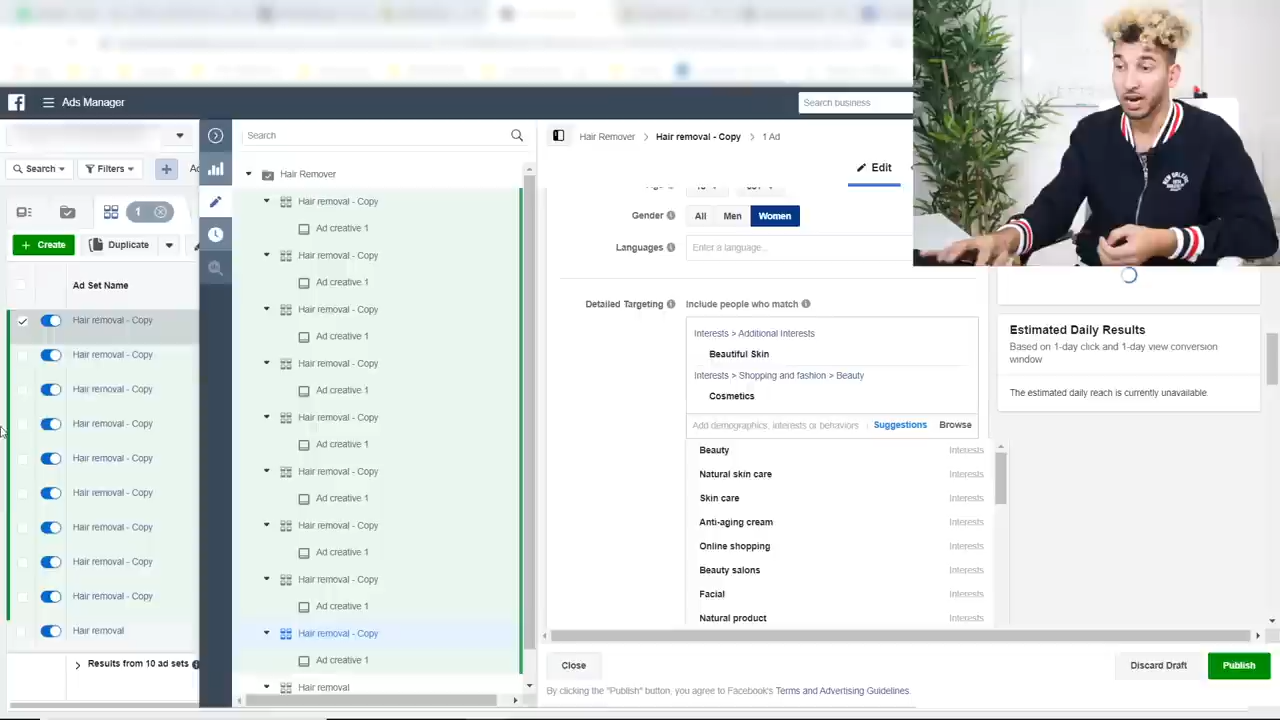 Ads Manager
Search business
Search
Hair Remover
Hair removal - Copy
1 Ad
Search
Filters
Edit
Hair Remover
Hair removal - Copy
Ad creative 1
Hair removal - Copy
Ad creative 1
Hair removal - Copy
Ad creative 1
Hair removal - Copy
Ad creative 1
Hair removal - Copy
Ad creative 1
Hair removal - Copy
Ad creative 1
Hair removal - Copy
Ad creative 1
Hair removal - Copy
Ad creative 1
Hair removal - Copy
Ad creative 1
Hair removal
1
Create
Duplicate
Ad Set Name
Hair removal - Copy
Hair removal - Copy
Hair removal - Copy
Hair removal - Copy
Hair removal - Copy
Hair removal - Copy
Hair removal - Copy
Hair removal - Copy
Hair removal - Copy
Hair removal
Results from 10 ad sets
Gender
All
Men
Women
Languages
Enter a language...
Detailed Targeting
Include people who match
Interests > Additional Interests
Beautiful Skin
Interests > Shopping and fashion > Beauty
Cosmetics
Add demographics, interests or behaviors
Suggestions
Browse
Beauty Interests
Natural skin care Interests
Skin care Interests
Anti-aging cream Interests
Online shopping Interests
Beauty salons Interests
Facial Interests
Natural product Interests
Estimated Daily Results
Based on 1-day click and 1-day view conversion
window
The estimated daily reach is currently unavailable.
Close
Discard Draft
Publish
By clicking the "Publish" button, you agree to Facebook's Terms and Advertising Guidelines.
NEW ORLEANS